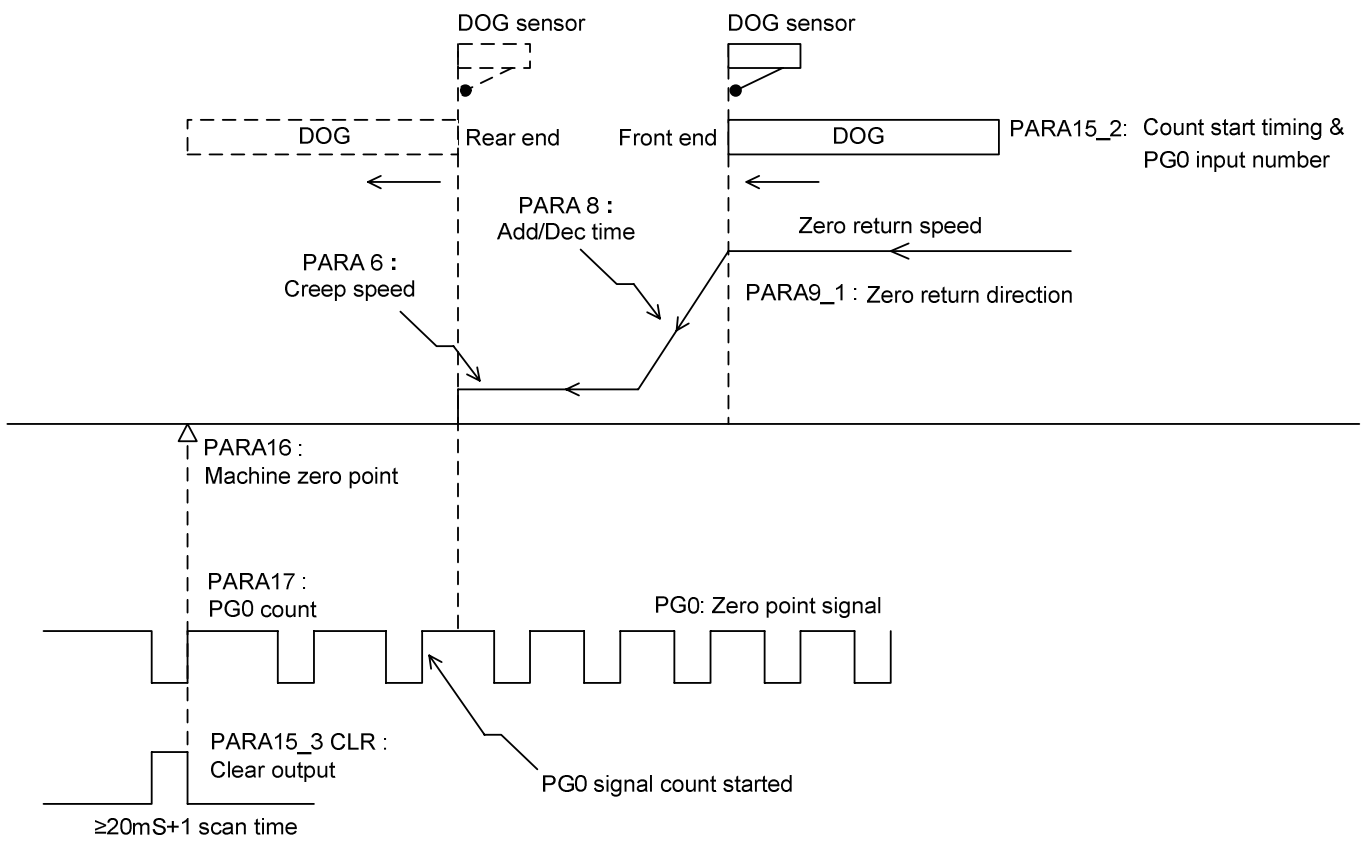 DOG sensor
DOG sensor
DOG
Rear end
Front end
DOG
PARA15_2: Count start timing &
PG0 input number
PARA 8 :
Add/Dec time
Zero return speed
PARA 6 :
Creep speed
PARA9_1 : Zero return direction
PARA16 :
Machine zero point
PARA17 :
PG0 count
PG0: Zero point signal
PARA15_3 CLR :
Clear output
PG0 signal count started
≥20mS+1 scan time